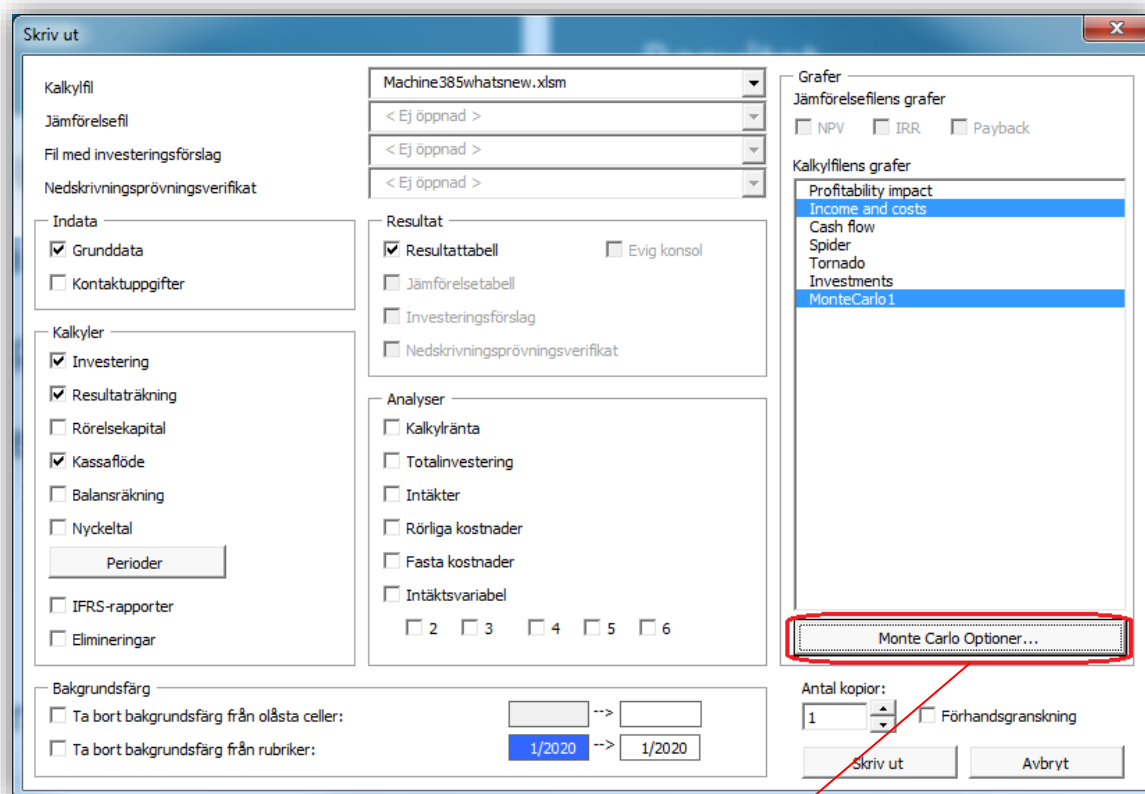 Skriv ut
Kalkylfil
Machine385whatsnew.xlsm
Jämförelsefil
< Ej öppnad >
Fil med investeringsförslag
< Ej öppnad >
Nedskrivningsprövningsverifikat
< Ej öppnad >
Indata
Grunddata
Kontaktuppgifter
Kalkyler
Investering
Resultaträkning
Rörelsekapital
Kassaflöde
Balansräkning
Nyckeltal
Perioder
IFRS-rapporter
Elimineringar
Resultat
Resultattabell
Evig konsol
Jämförelsetabell
Investeringsförslag
Nedskrivningsprövningsverifikat
Analyser
Kalkylränta
Totalinvestering
Intäkter
Rörliga kostnader
Fasta kostnader
Intäktsvariabel
2 3 4 5 6
Grafer
Jämförelsefilens grafer
NPV IRR Payback
Kalkylfilens grafer
Profitability impact
Income and costs
Cash flow
Spider
Tornado
Investments
MonteCarlo1
Monte Carlo Optioner...
Bakgrundsfärg
Ta bort bakgrundsfärg från olåsta celler:
-->
Ta bort bakgrundsfärg från rubriker:
1/2020 --> 1/2020
Antal kopior:
1
Förhandsgranskning
Skriv ut
Avbryt